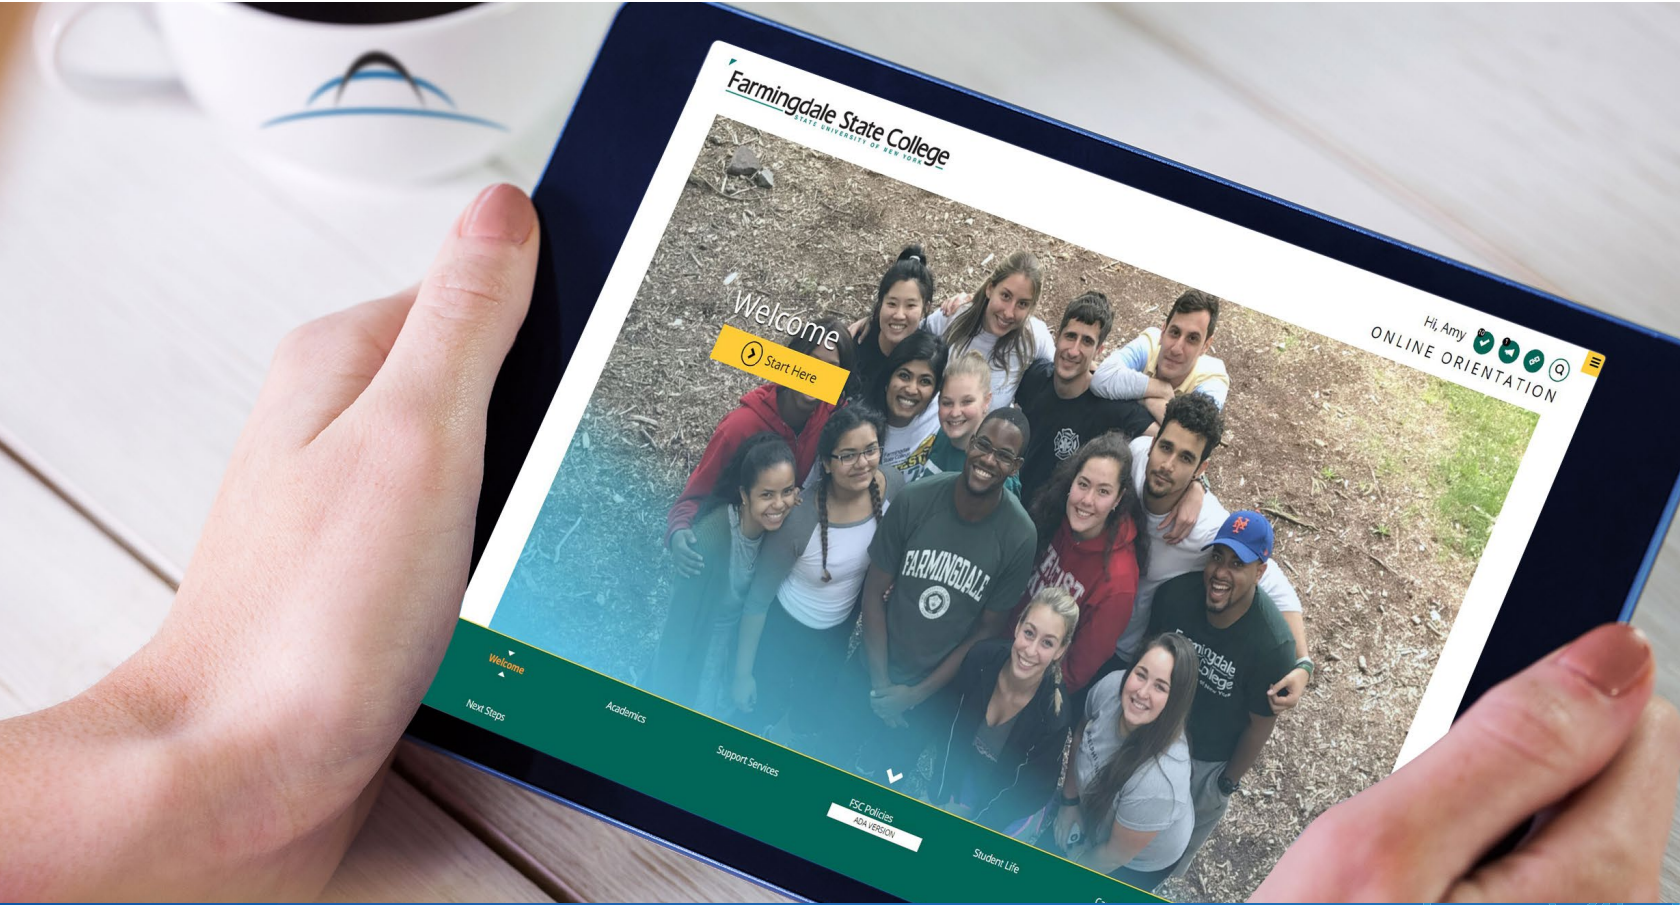 Farmingdale State College
STATE UNIVERSITY OF NEW YORK
Hi, Amy
ONLINE ORIENTATION
Welcome
Start Here
FARMINGDALE
Farmingdale
College
Welcome
Next Steps
Academics
Support Services
FSC Policies
ADA VERSION
Student Life